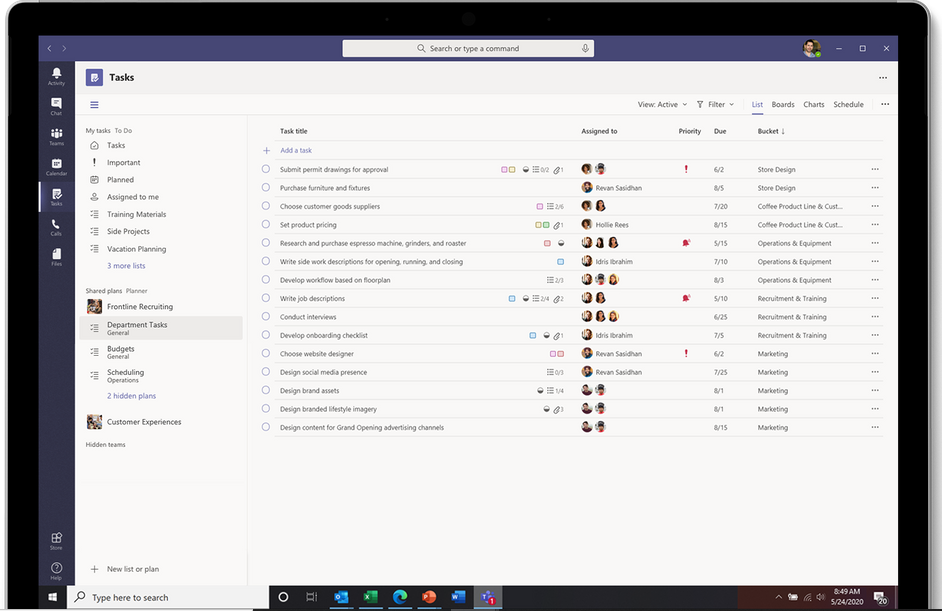 Search or type a command
Activity
Chat
Teams
Calendar
Tasks
Calls
Files
Store
Help
Tasks
View: Active
Filter
List
Boards
Charts
Schedule
My tasks To Do
Tasks
Important
Planned
Assigned to me
Training Materials
Side Projects
Vacation Planning
3 more lists
Shared plans Planner
Frontline Recruiting
Department Tasks
General
Budgets
General
Scheduling
Operations
2 hidden plans
Customer Experiences
Hidden teams
New list or plan
Task title Assigned to Priority Due Bucket ↓
Add a task
Submit permit drawings for approval 0/2 1 6/2 Store Design
Purchase furniture and fixtures Revan Sasidhan 8/5 Store Design
Choose customer goods suppliers 2/6 7/20 Coffee Product Line & Cust...
Set product pricing 1 Hollie Rees 8/15 Coffee Product Line & Cust...
Research and purchase espresso machine, grinders, and roaster 5/15 Operations & Equipment
Write side work descriptions for opening, running, and closing Idris Ibrahim 7/10 Operations & Equipment
Develop workflow based on floorplan 2/3 8/3 Operations & Equipment
Write job descriptions 2/4 2 5/10 Recruitment & Training
Conduct interviews 6/25 Recruitment & Training
Develop onboarding checklist 1 Idris Ibrahim 7/5 Recruitment & Training
Choose website designer Revan Sasidhan 6/2 Marketing
Design social media presence 0/3 Revan Sasidhan 7/25 Marketing
Design brand assets 1/4 8/1 Marketing
Design branded lifestyle imagery 3 8/1 Marketing
Design content for Grand Opening advertising channels 8/15 Marketing
Type here to search
8:49 AM
5/24/2020
20
1